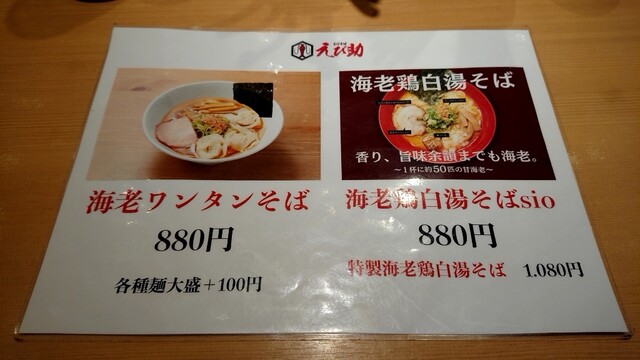 えび助
海老鶏白湯そば
香り、旨味余韻までも海老。
～1杯に約50匹の甘海老～
海老ワンタンそば
880円
各種麺大盛＋100円
海老鶏白湯そばsio
880円
特製海老鶏白湯そば 1.080円